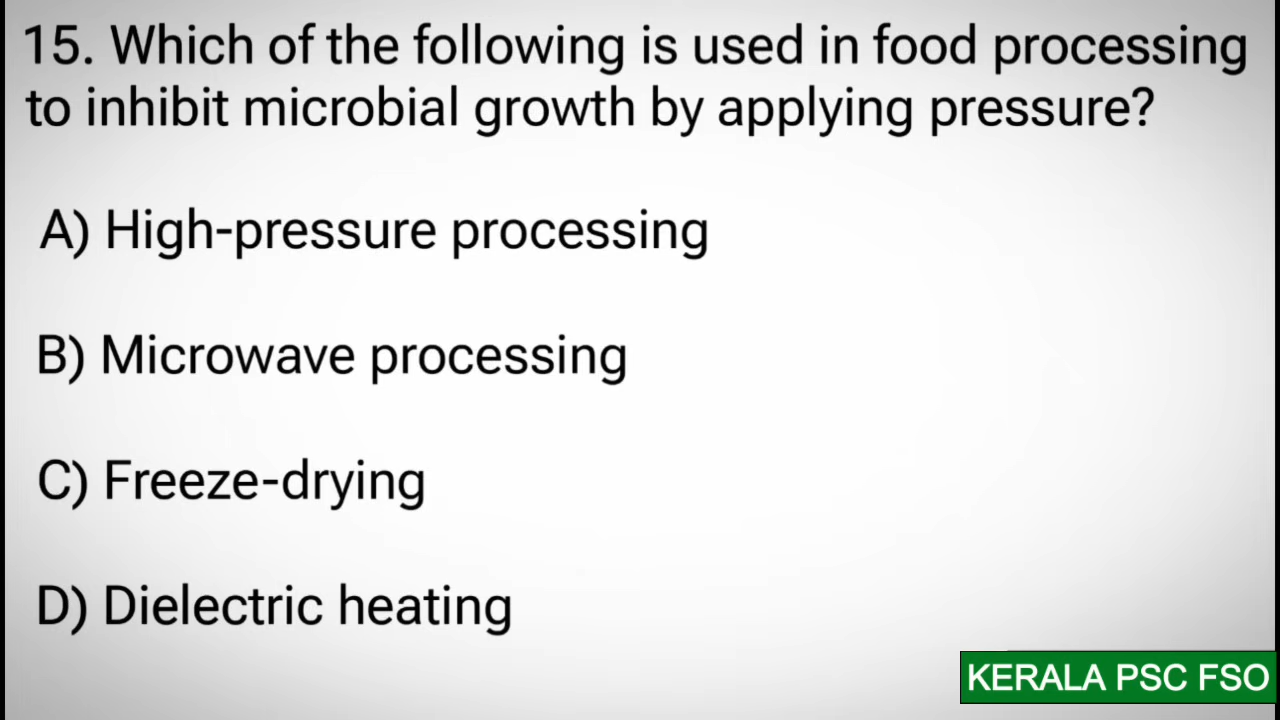 15. Which of the following is used in food processing
to inhibit microbial growth by applying pressure?
A) High-pressure processing
B) Microwave processing
C) Freeze-drying
D) Dielectric heating
KERALA PSC FSO